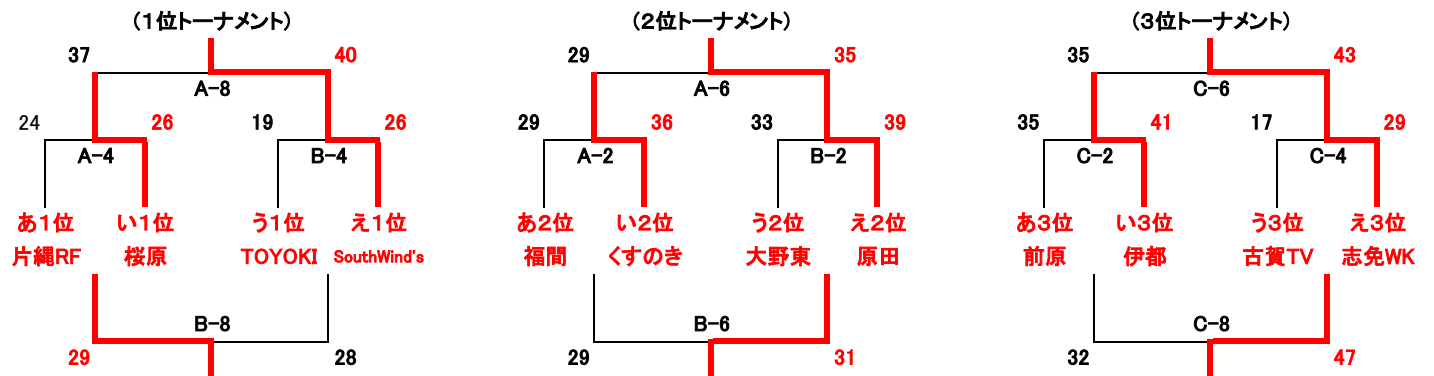 (1位トーナメント) (2位トーナメント) (3位トーナメント)
37 40 29 35 35 43
A-8 A-6 C-6
24 26 19 26 29 36 33 39 35 41 17 29
A-4 B-4 A-2 B-2 C-2 C-4
あ1位 い1位 う1位 え1位 あ2位 い2位 う2位 え2位 あ3位 い3位 う3位 え3位
片縄RF 桜原 TOYOKI SouthWind's 福間 くすのき 大野東 原田 前原 伊都 古賀TV 志免WK
B-8 B-6 C-8
29 28 29 31 32 47